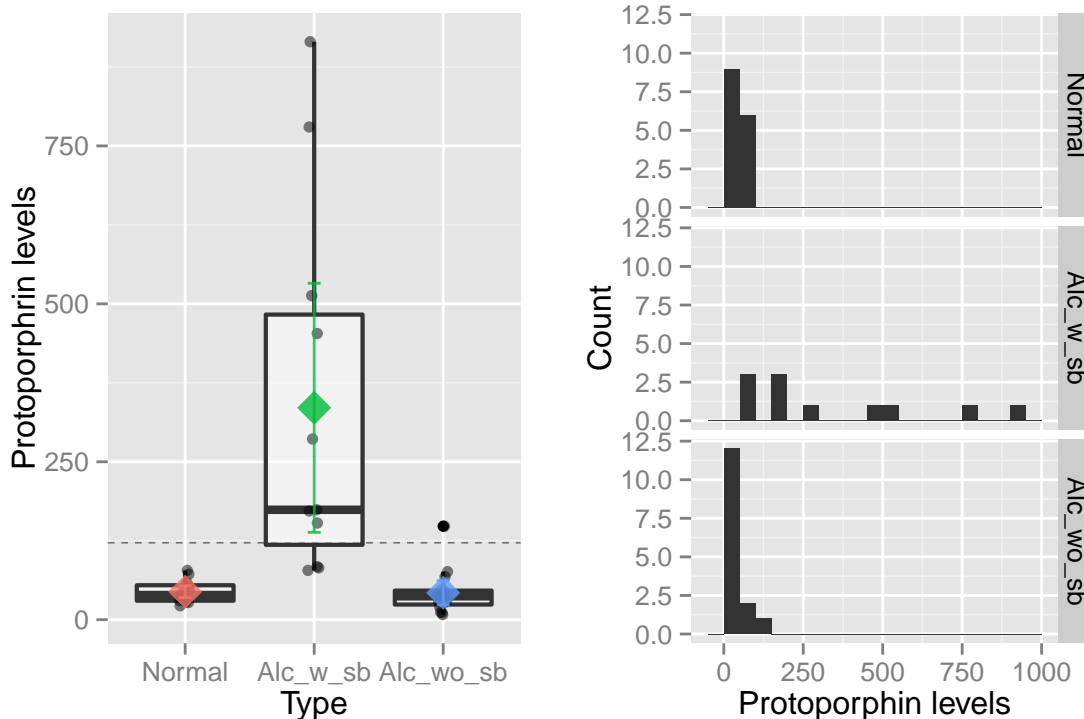 Protoporphrin levels
750
500
250
0
Normal
Alc_w_sb
Alc_wo_sb
Type
Count
12.5
10.0
7.5
5.0
2.5
0.0
Normal
12.5
10.0
7.5
5.0
2.5
0.0
Alc_w_sb
12.5
10.0
7.5
5.0
2.5
0.0
Alc_wo_sb
0
250
500
750
1000
Protoporphin levels